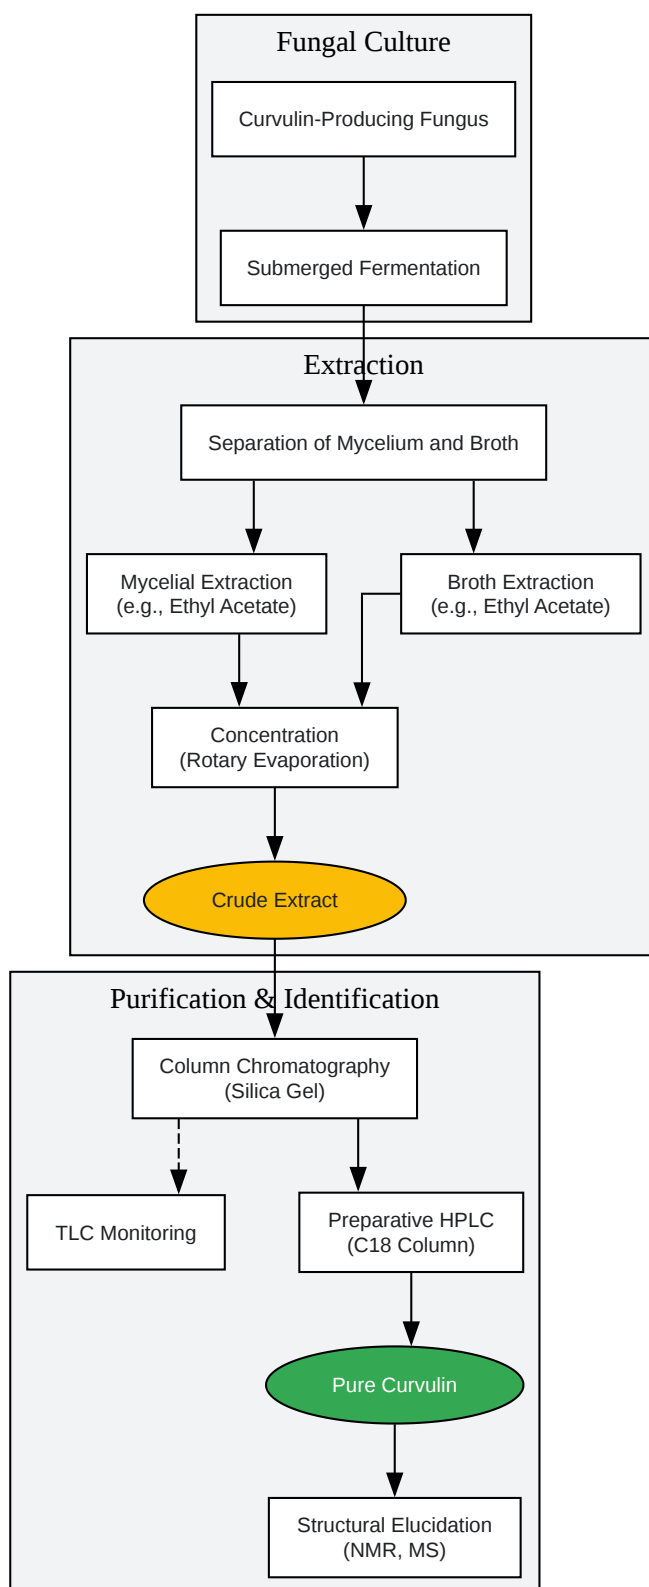 Fungal Culture
Curvulin-Producing Fungus
Submerged Fermentation
Extraction
Separation of Mycelium and Broth
Mycelial Extraction
(e.g., Ethyl Acetate)
Broth Extraction
(e.g., Ethyl Acetate)
Concentration
(Rotary Evaporation)
Crude Extract
Purification & Identification
Column Chromatography
(Silica Gel)
TLC Monitoring
Preparative HPLC
(C18 Column)
Pure Curvulin
Structural Elucidation
(NMR, MS)